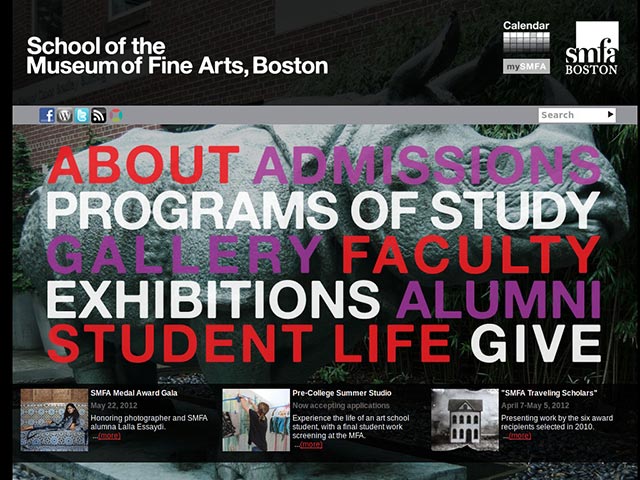 School of the
Museum of Fine Arts, Boston
Calendar
mySMFA
smfa
BOSTON
Search
ABOUT ADMISSIONS
PROGRAMS OF STUDY
GALLERY FACULTY
EXHIBITIONS ALUMNI
STUDENT LIFE GIVE
SMFA Medal Award Gala
May 22, 2012
Honoring photographer and SMFA
alumna Lalla Essaydi.
...(more)
Pre-College Summer Studio
Now accepting applications
Experience the life of an art school
student, with a final student work
screening at the MFA.
...(more)
"SMFA Traveling Scholars"
April 7-May 5, 2012
Presenting work by the six award
recipients selected in 2010.
...(more)